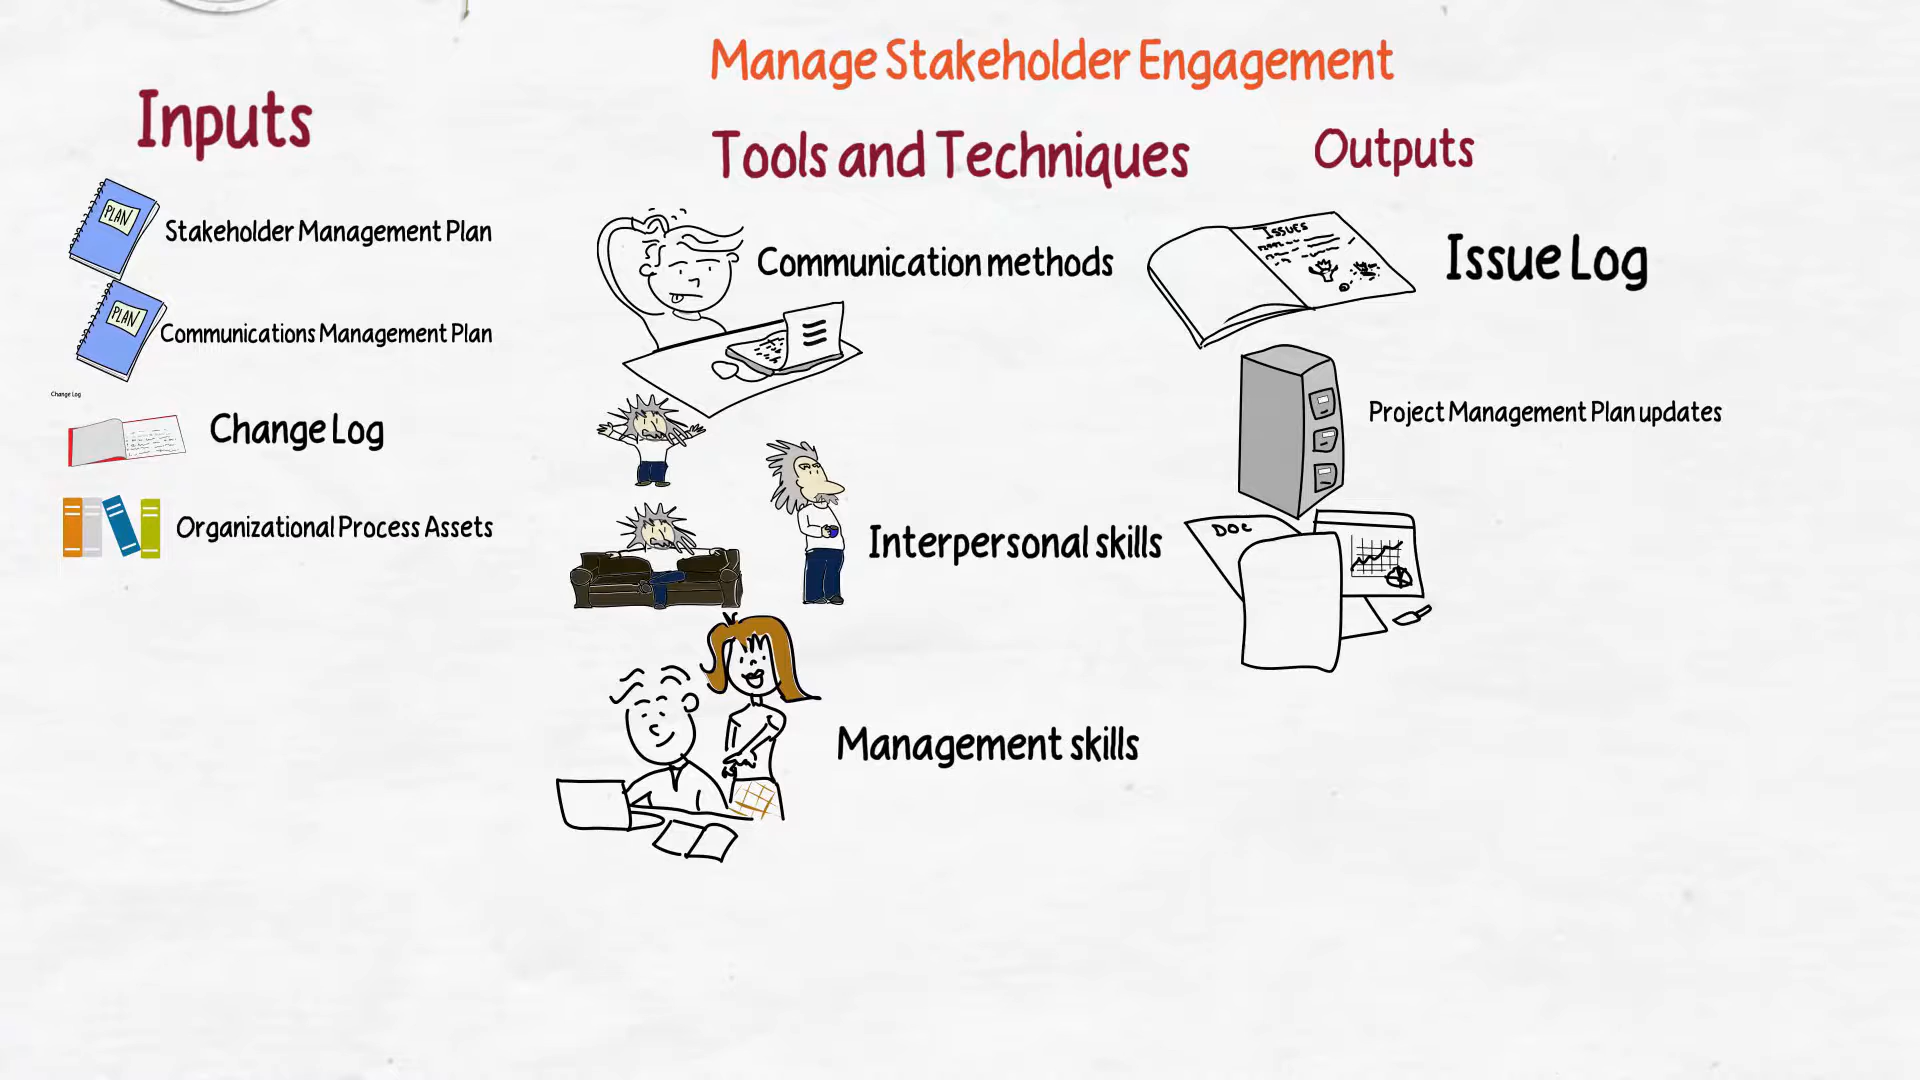 Manage Stakeholder Engagement
Inputs
PLAN
Stakeholder Management Plan
PLAN
Communications Management Plan
Change Log
Change Log
Organizational Process Assets
Tools and Techniques
Communication methods
Interpersonal skills
Management skills
Outputs
ISSUES
Issue Log
Project Management Plan updates
DOC